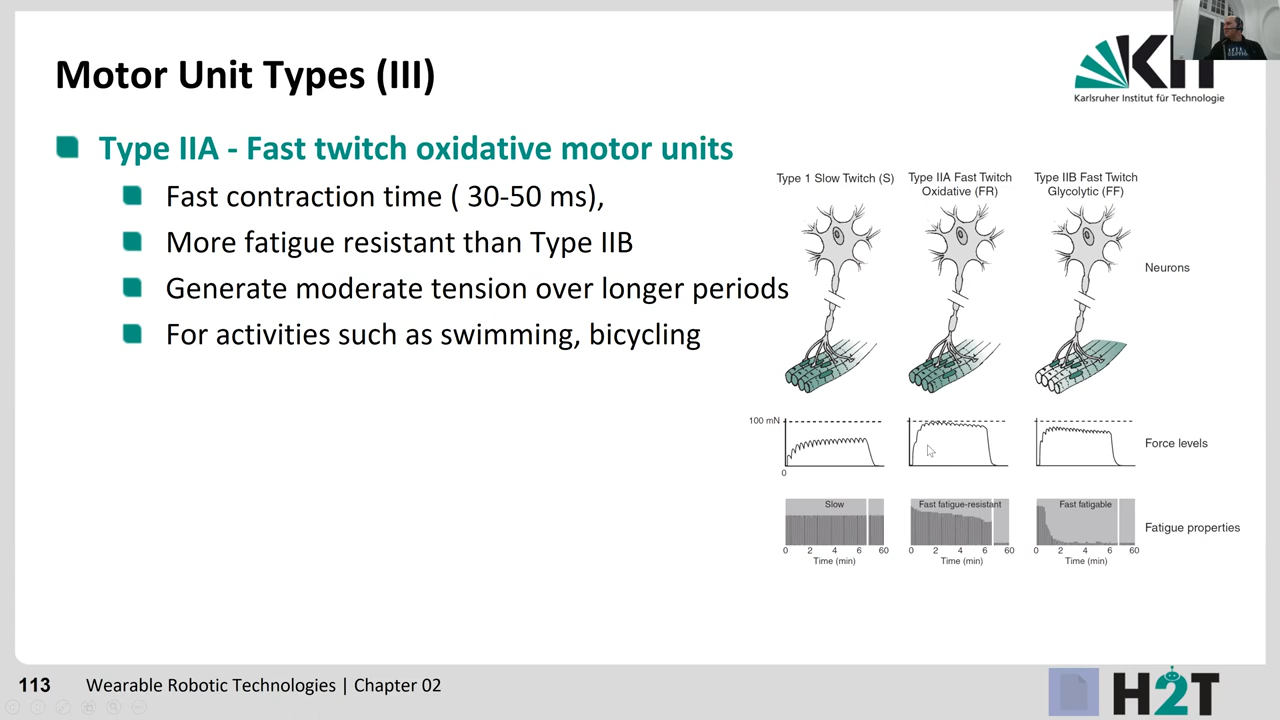 Motor Unit Types (III)
KIT
Karlsruher Institut für Technologie
Type IIA - Fast twitch oxidative motor units
Fast contraction time ( 30-50 ms),
More fatigue resistant than Type IIB
Generate moderate tension over longer periods
For activities such as swimming, bicycling
Type 1 Slow Twitch (S)
Type IIA Fast Twitch
Oxidative (FR)
Type IIB Fast Twitch
Glycolytic (FF)
Neurons
100 mN
0
Force levels
Slow
Fast fatigue-resistant
Fast fatigable
Fatigue properties
0 2 4 6 60
0 2 4 6 60
0 2 4 6 60
Time (min)
Time (min)
Time (min)
113 Wearable Robotic Technologies | Chapter 02
H2T